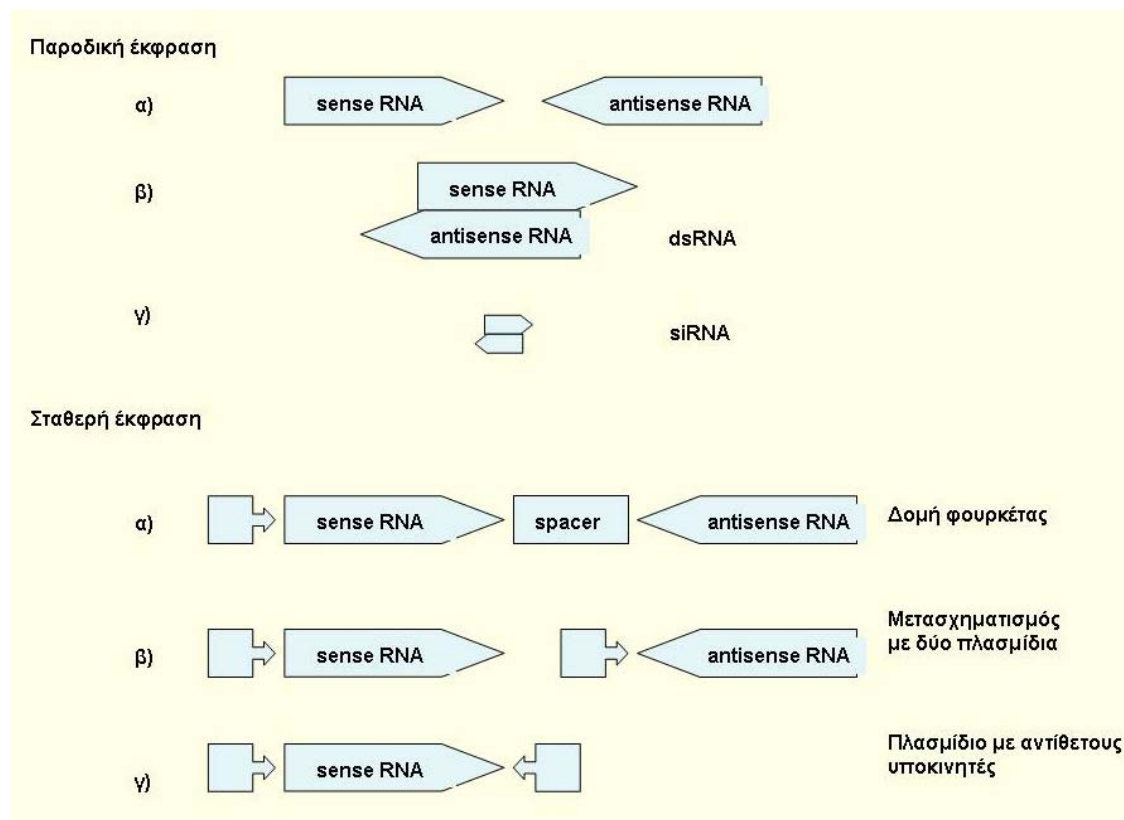 Παροδική έκφραση
α) sense RNA antisense RNA
β) sense RNA
antisense RNA dsRNA
γ) siRNA
Σταθερή έκφραση
α) sense RNA spacer antisense RNA Δομή φουρκέτας
β) sense RNA antisense RNA Μετασχηματισμός
με δύο πλασμίδια
γ) sense RNA Πλασμίδιο με αντίθετους
υποκινητές